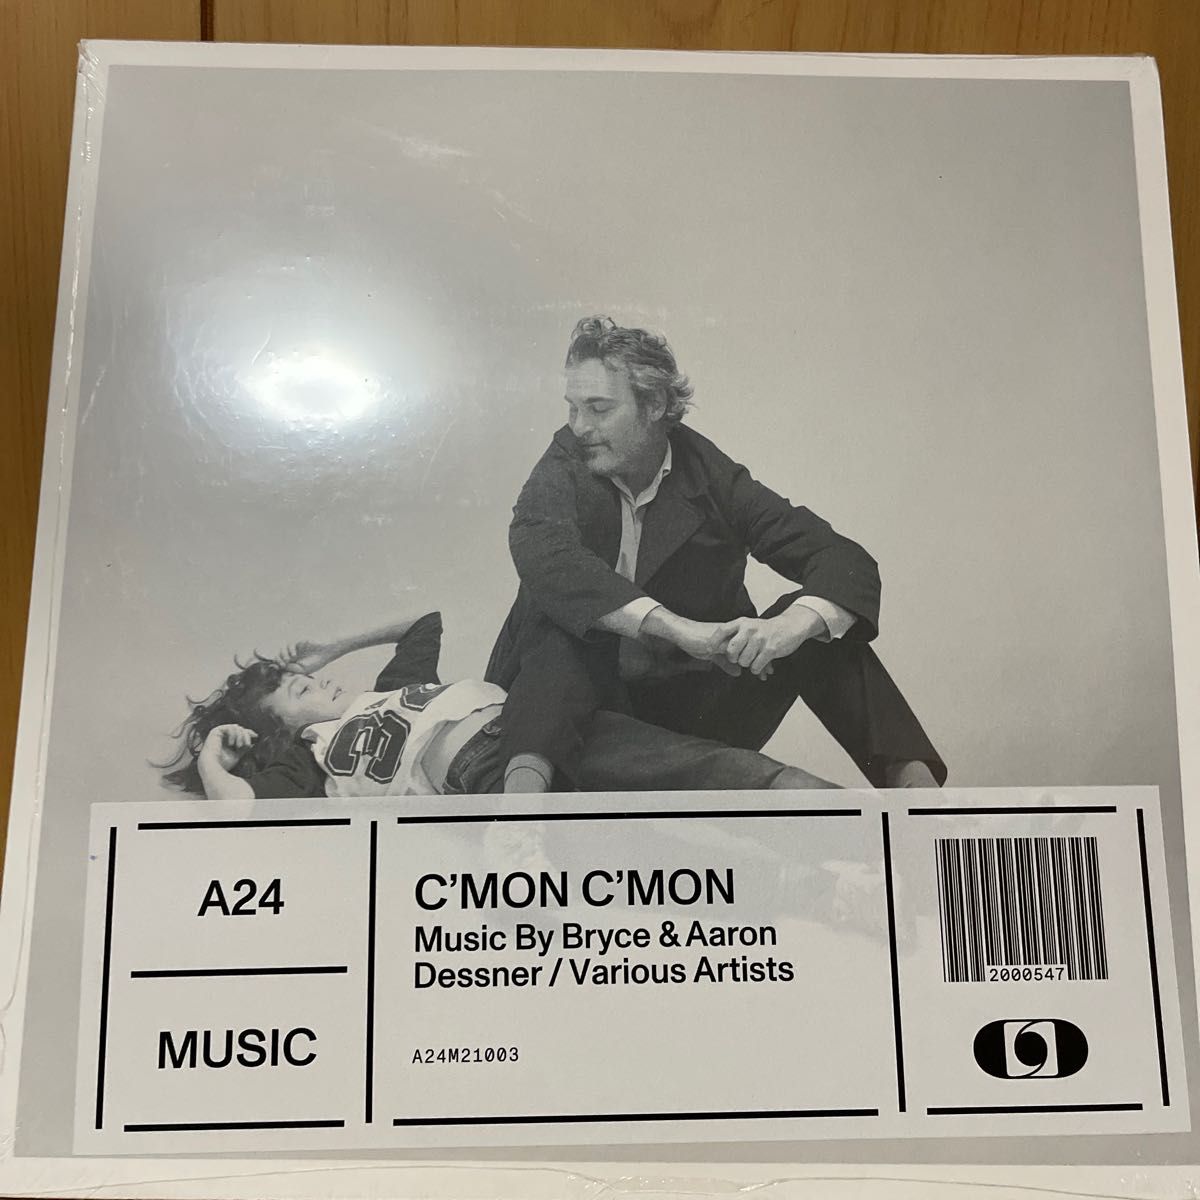 A24
MUSIC
C'MON C'MON
Music By Bryce & Aaron
Dessner / Various Artists
A24M21003
2000547